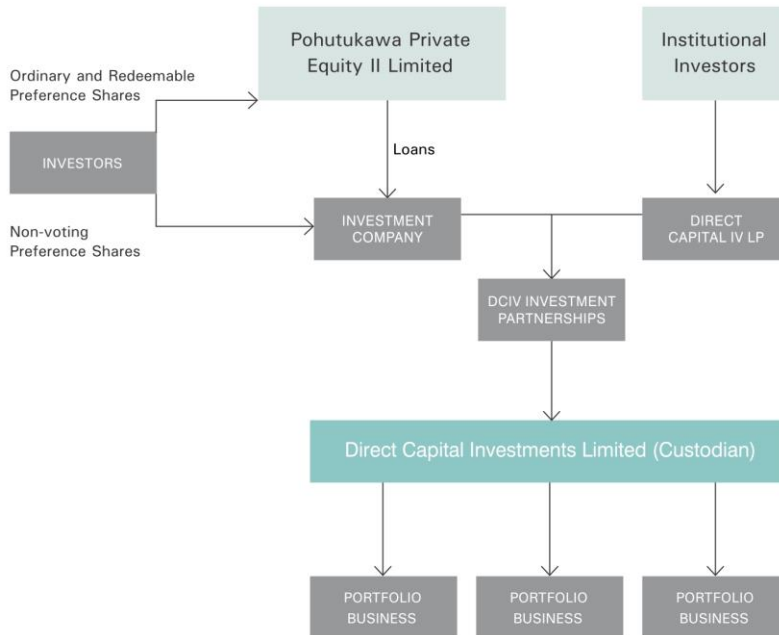 Pohutukawa Private
Equity II Limited
Institutional
Investors
Ordinary and Redeemable
Preference Shares
Loans
INVESTORS
Non-voting
Preference Shares
INVESTMENT
COMPANY
DIRECT
CAPITAL IV LP
DCIV INVESTMENT
PARTNERSHIPS
Direct Capital Investments Limited (Custodian)
PORTFOLIO
BUSINESS
PORTFOLIO
BUSINESS
PORTFOLIO
BUSINESS